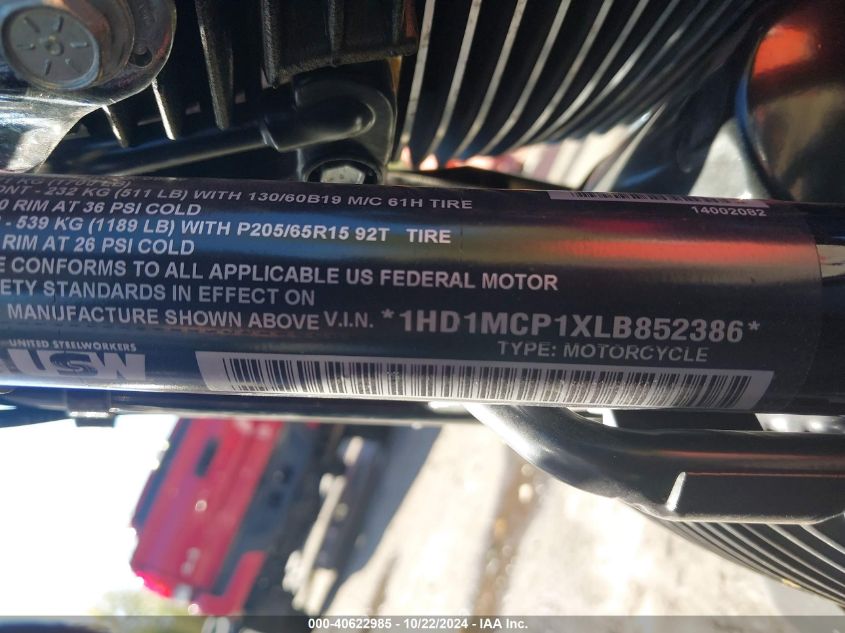 ONT - 232 KG (511 LB) WITH 130/60B19 M/C 61H TIRE
0 RIM AT 36 PSI COLD
14002082
- 539 KG (1189 LB) WITH P205/65R15 92T TIRE
RIM AT 26 PSI COLD
E CONFORMS TO ALL APPLICABLE US FEDERAL MOTOR
ETY STANDARDS IN EFFECT ON
MANUFACTURE SHOWN ABOVE V.I.N. *1HD1MCP1XLB852386*
TYPE: MOTORCYCLE
UNITED STEELWORKERS
USW
000-40622985 - 10/22/2024 - IAA Inc.